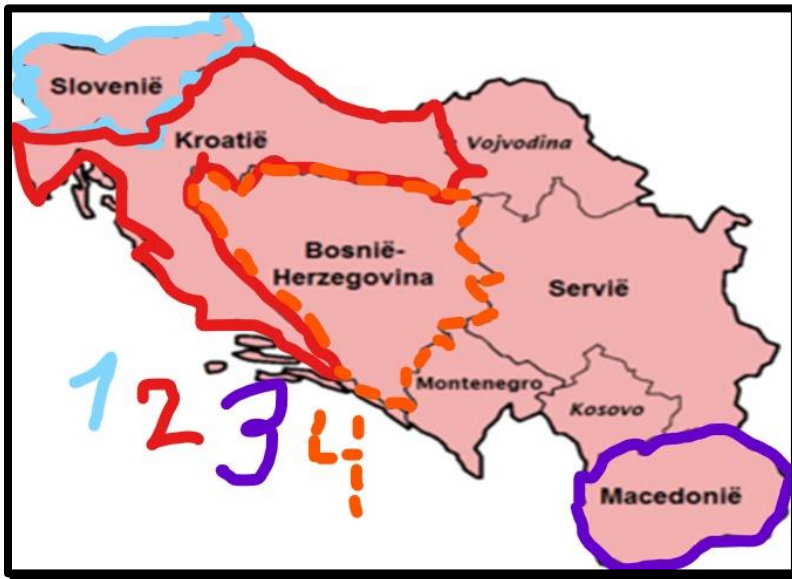 Slovenië
Kroatië
Vojvodina
Bosnië-
Herzegovina
Servië
Montenegro
Kosovo
Macedonië
1 2 3 4